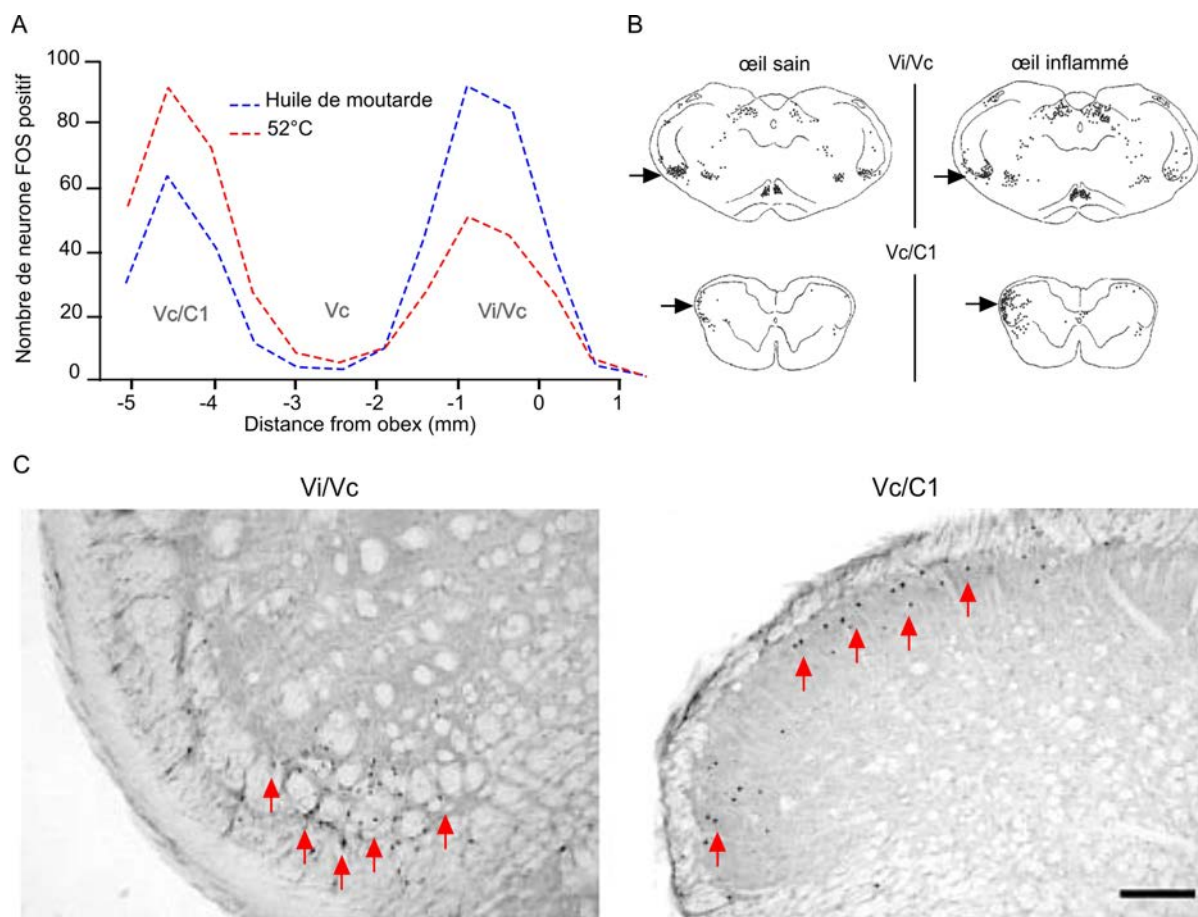 A
Nombre de neurone FOS positif
100
80
60
40
20
0
Huile de moutarde
52°C
Vc/C1
Vc
Vi/Vc
-5
-4
-3
-2
-1
0
1
Distance from obex (mm)
B
œil sain
Vi/Vc
œil inflammé
Vc/C1
C
Vi/Vc
Vc/C1